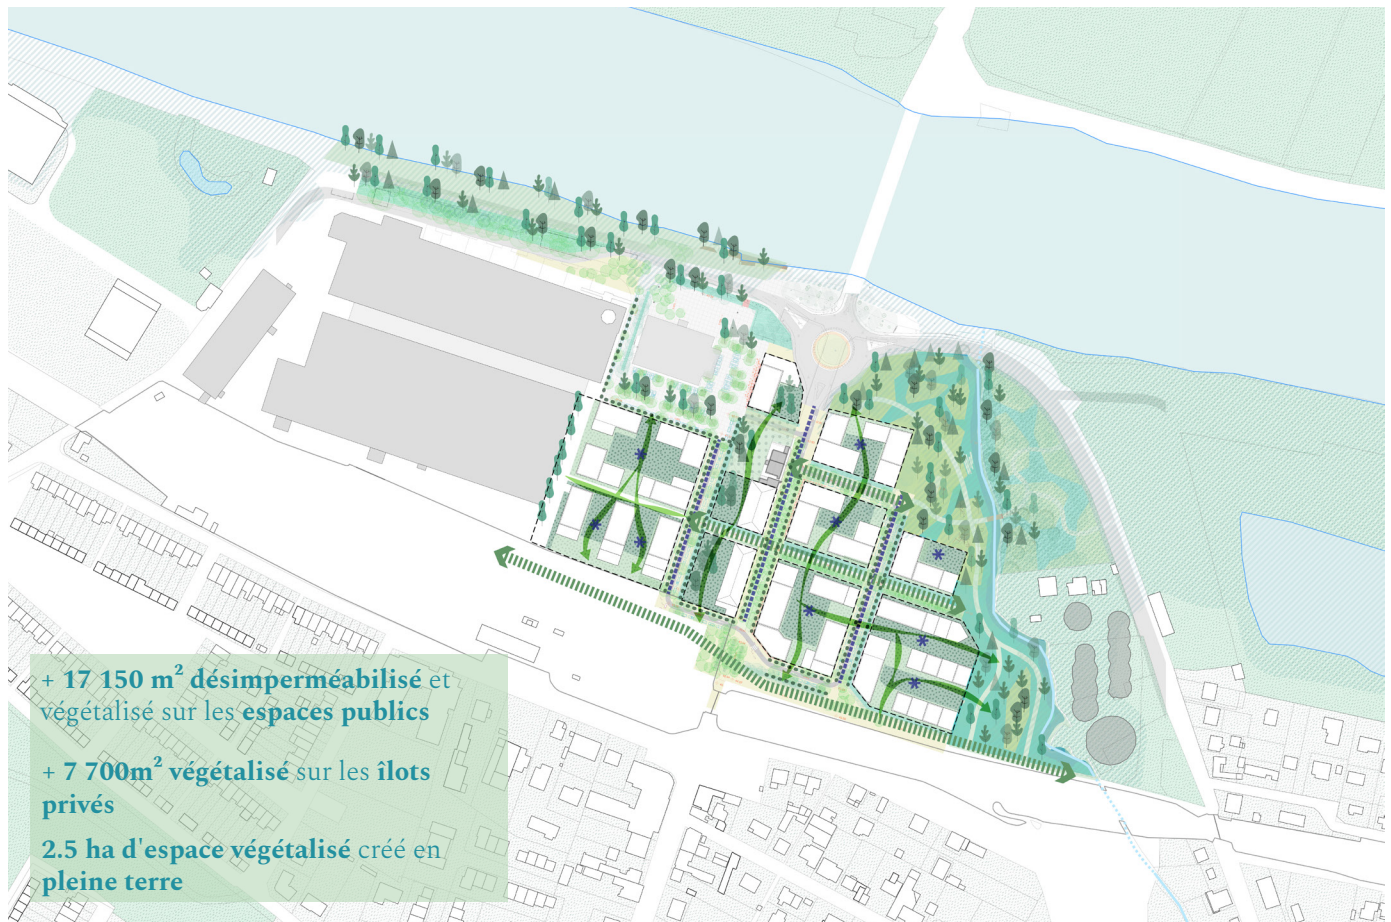 + 17 150 m² désimperméabilisé et
végétalisé sur les espaces publics
+ 7 700m² végétalisé sur les îlots
privés
2.5 ha d'espace végétalisé créé en
pleine terre